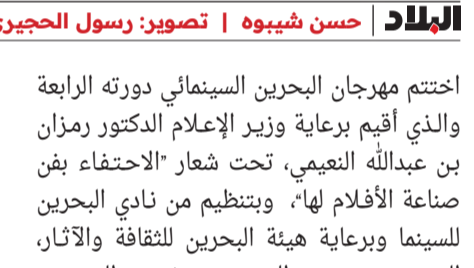 البلاد | حسن شيبوه | تصوير: رسول الحجيري
اختتم مهرجان البحرين السينمائي دورته الرابعة
والذي أقيم برعاية وزير الإعلام الدكتور رمزان
بن عبدالله النعيمي، تحت شعار "الاحتفاء بفن
صناعة الأفلام لها"، وبتنظيم من نادي البحرين
للسينما وبرعاية هيئة البحرين للثقافة والآثار،